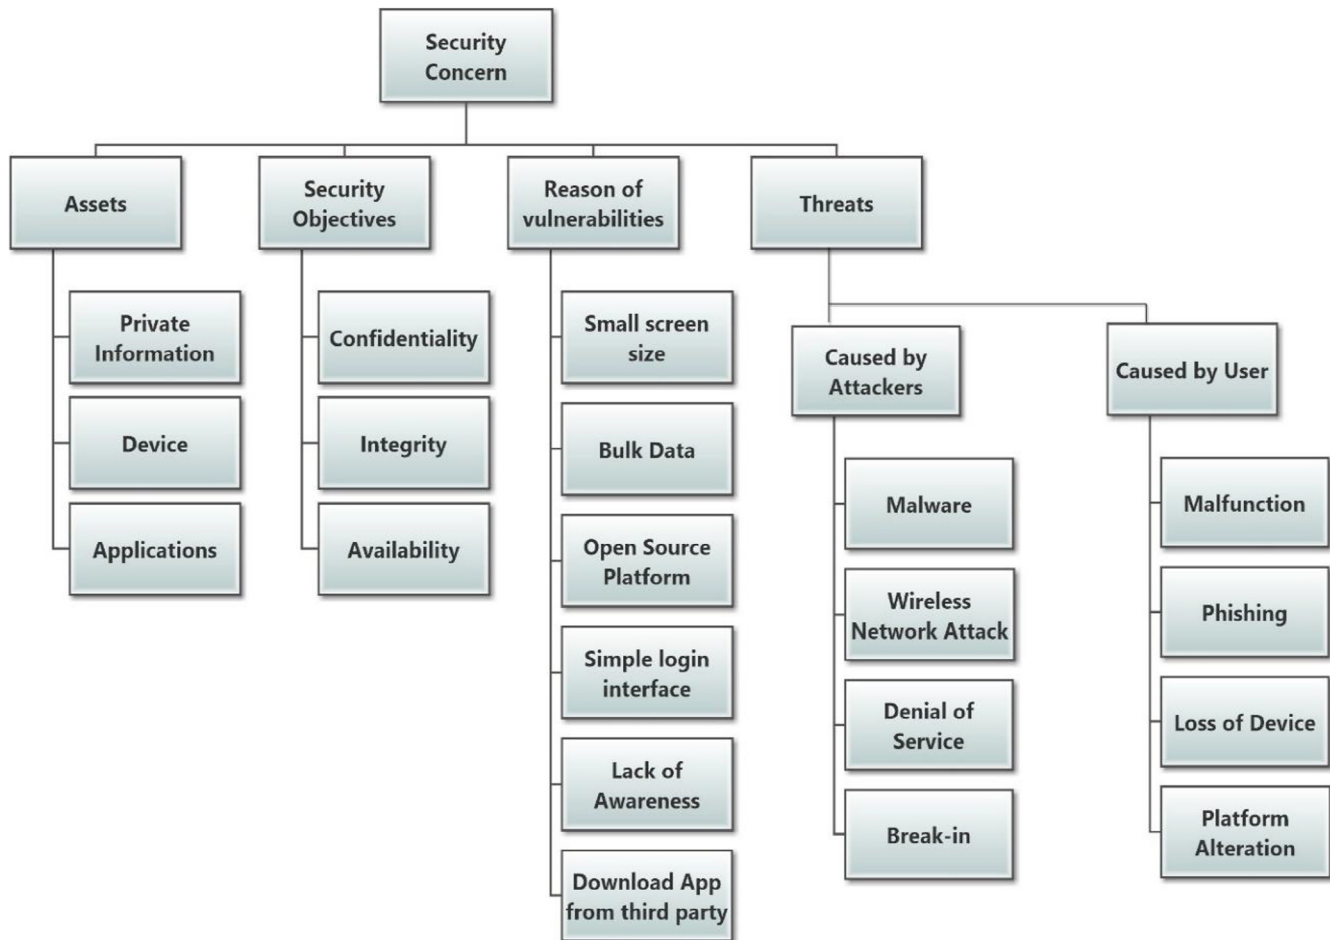 Security
Concern
Assets
Security
Objectives
Reason of
vulnerabilities
Threats
Private
Information
Device
Applications
Confidentiality
Integrity
Availability
Small screen
size
Bulk Data
Open Source
Platform
Simple login
interface
Lack of
Awareness
Download App
from third party
Caused by
Attackers
Malware
Wireless
Network Attack
Denial of
Service
Break-in
Caused by User
Malfunction
Phishing
Loss of Device
Platform
Alteration